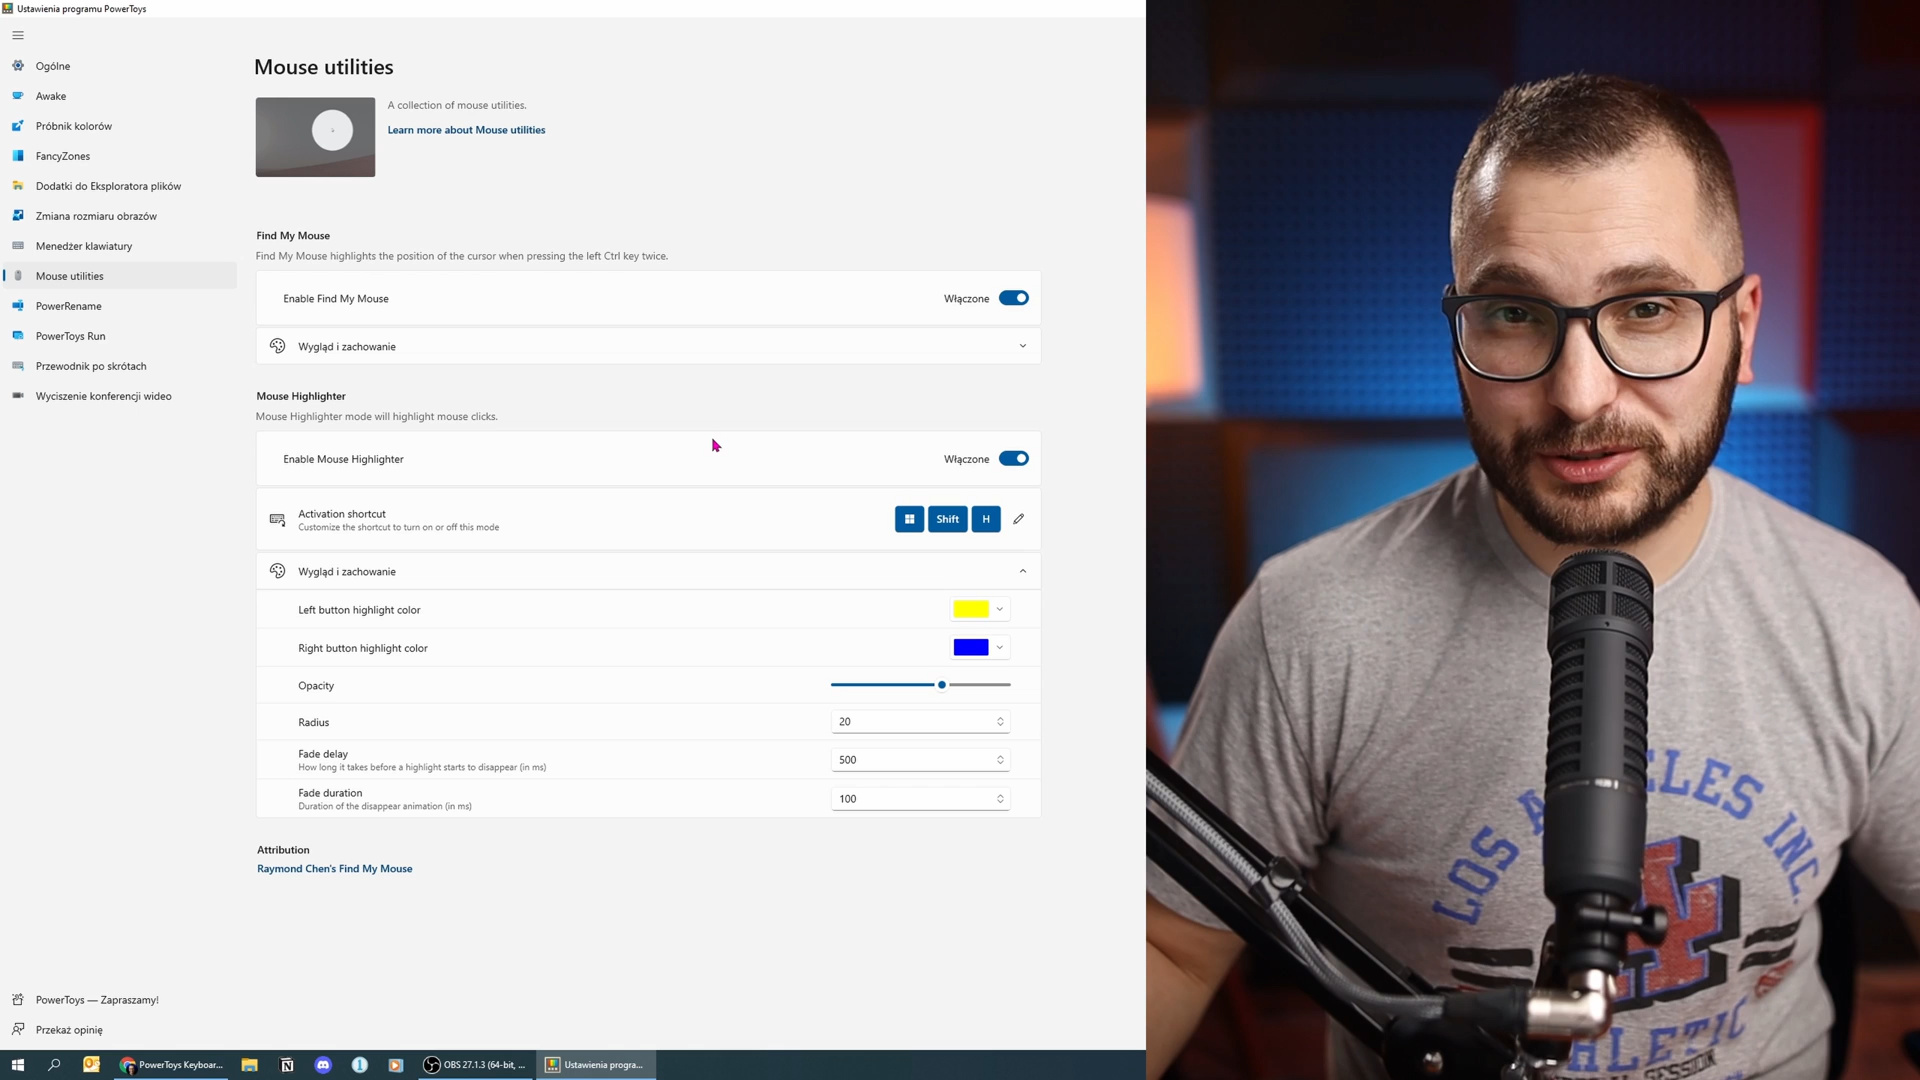 Ustawienia programu PowerToys
Ogólne
Awake
Próbnik kolorów
FancyZones
Dodatki do Eksploratora plików
Zmiana rozmiaru obrazów
Menedżer klawiatury
Mouse utilities
PowerRename
PowerToys Run
Przewodnik po skrótach
Wyciszenie konferencji wideo
PowerToys — Zapraszamy!
Przekaż opinię
Mouse utilities
A collection of mouse utilities.
Learn more about Mouse utilities
Find My Mouse
Find My Mouse highlights the position of the cursor when pressing the left Ctrl key twice.
Enable Find My Mouse
Włączone
Wygląd i zachowanie
Mouse Highlighter
Mouse Highlighter mode will highlight mouse clicks.
Enable Mouse Highlighter
Włączone
Activation shortcut
Customize the shortcut to turn on or off this mode
Shift H
Wygląd i zachowanie
Left button highlight color
Right button highlight color
Opacity
Radius
20
Fade delay
How long it takes before a highlight starts to disappear (in ms)
500
Fade duration
Duration of the disappear animation (in ms)
100
Attribution
Raymond Chen's Find My Mouse
PowerToys Keyboar...
OBS 27.1.3 (64-bit, ...
Ustawienia progra...
LOS ELES INC.
SESSION